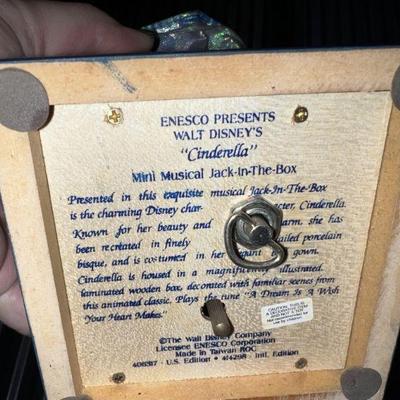 ENESCO PRESENTS
WALT DISNEY'S
"Cinderella"
Mini Musical Jack-In-The-Box
Presented in this exquisite musical Jack-In-The-Box
is the charming Disney char- acter, Cinderella.
Known for her beauty and charm, she has
been recreated in finely detailed porcelain
bisque, and is costumed in her elegant gown.
Cinderella is housed in a magnificently illustrated,
laminated wooden box, decorated with familiar scenes from
this animated classic. Plays the tune "A Dream Is A Wish
Your Heart Makes."
CAUTION: THIS IS
©The Walt Disney Company
Licensee ENESCO Corporation
Made in Taiwan ROC
406317 - U.S. Edition • 414298 - Intl. Edition